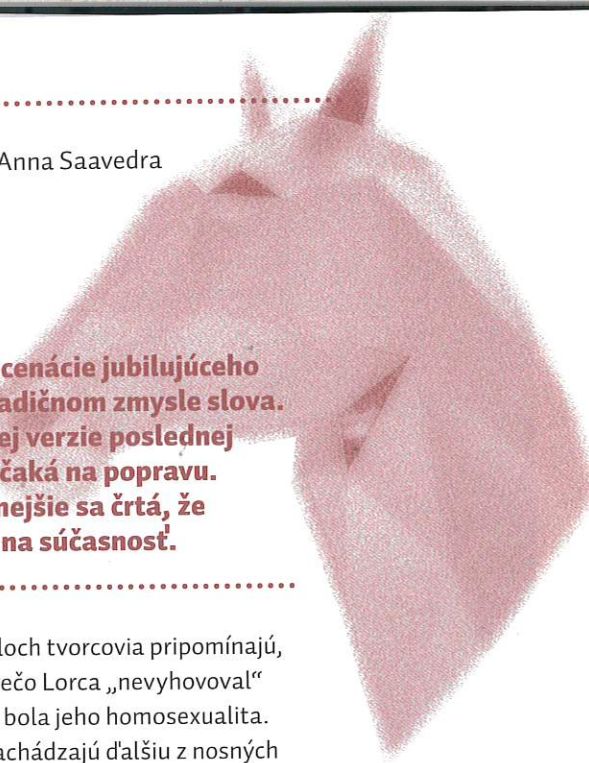 Anna Saavedra
cenácie jubilujúceho
adičnom zmysle slova.
ej verzie poslednej
čaká na popravu.
nejšie sa črtá, že
na súčasnosť.
loch tvorcovia pripomínajú,
ečo Lorca „nevyhovoval“
bola jeho homosexualita.
achádzajú ďalšiu z nosných